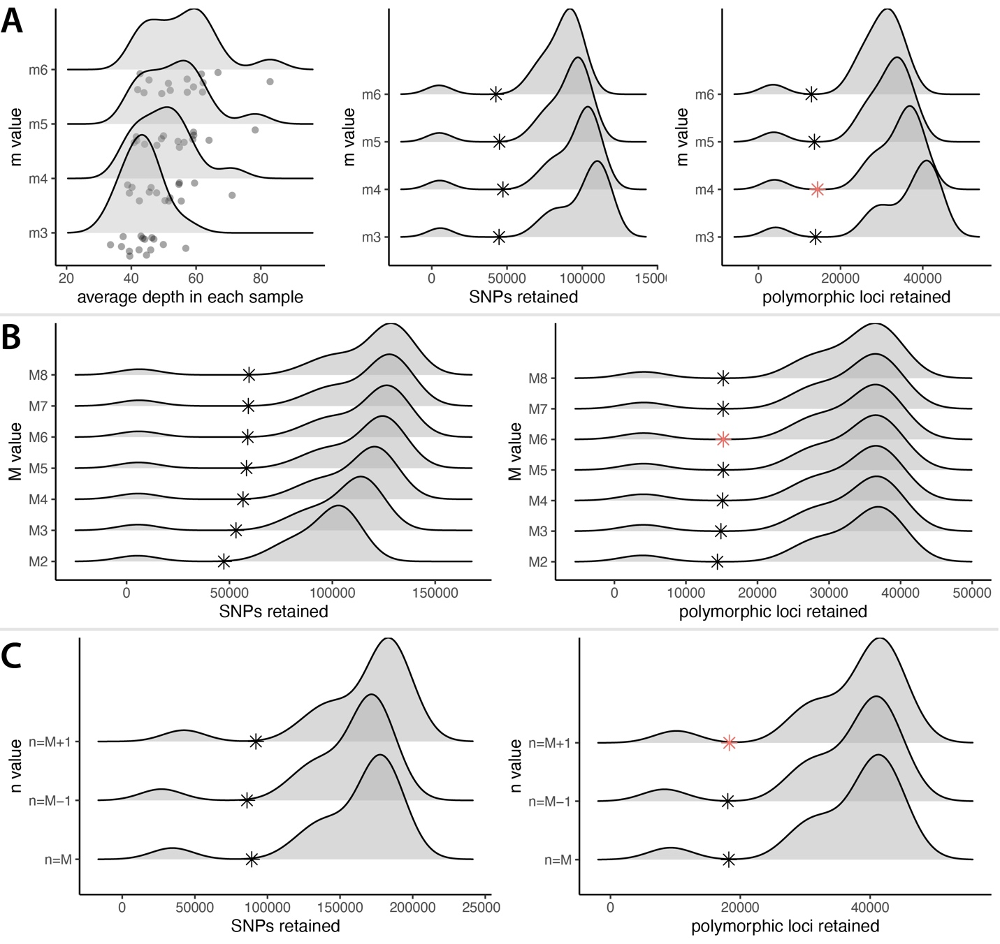 A
m value
m6
m5
m4
m3
20 40 60 80
average depth in each sample
m value
m6
m5
m4
m3
0 50000 100000 15000
SNPs retained
m value
m6
m5
m4
m3
0 20000 40000
polymorphic loci retained
B
M value
M8
M7
M6
M5
M4
M3
M2
0 50000 100000 150000
SNPs retained
M value
M8
M7
M6
M5
M4
M3
M2
0 10000 20000 30000 40000 50000
polymorphic loci retained
C
n value
n=M+1
n=M−1
n=M
0 50000 100000 150000 200000 25000
SNPs retained
n value
n=M+1
n=M−1
n=M
0 20000 40000
polymorphic loci retained